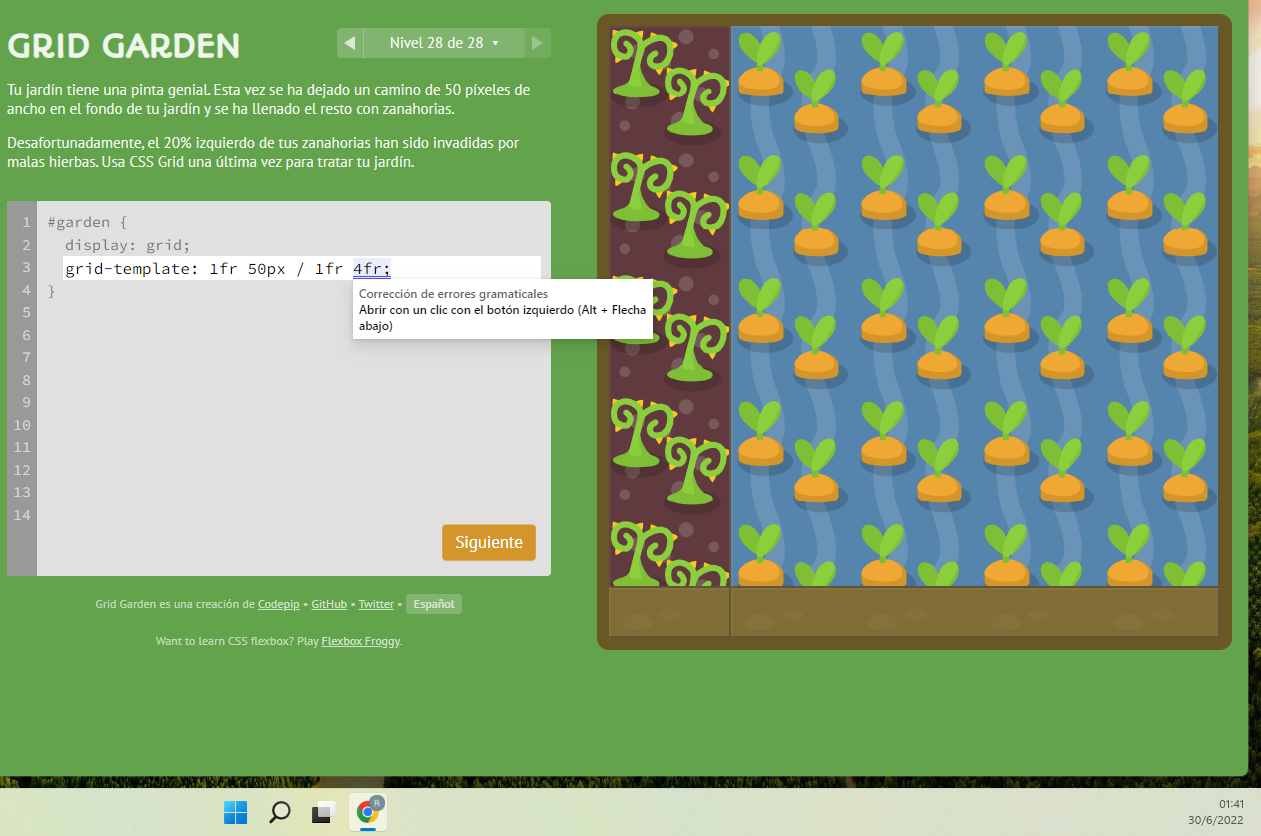 GRID GARDEN
Nivel 28 de 28
Tu jardín tiene una pinta genial. Esta vez se ha dejado un camino de 50 píxeles de
ancho en el fondo de tu jardín y se ha llenado el resto con zanahorias.
Desafortunadamente, el 20% izquierdo de tus zanahorias han sido invadidas por
malas hierbas. Usa CSS Grid una última vez para tratar tu jardín.
1 #garden {
2 display: grid;
3 grid-template: 1fr 50px / 1fr 4fr;
4 }
5
6
7
8
9
10
11
12
13
14
Corrección de errores gramaticales
Abrir con un clic con el botón izquierdo (Alt + Flecha
abajo)
Siguiente
Grid Garden es una creación de Codepip • GitHub • Twitter • Español
Want to learn CSS flexbox? Play Flexbox Froggy.
R
01:41
30/6/2022